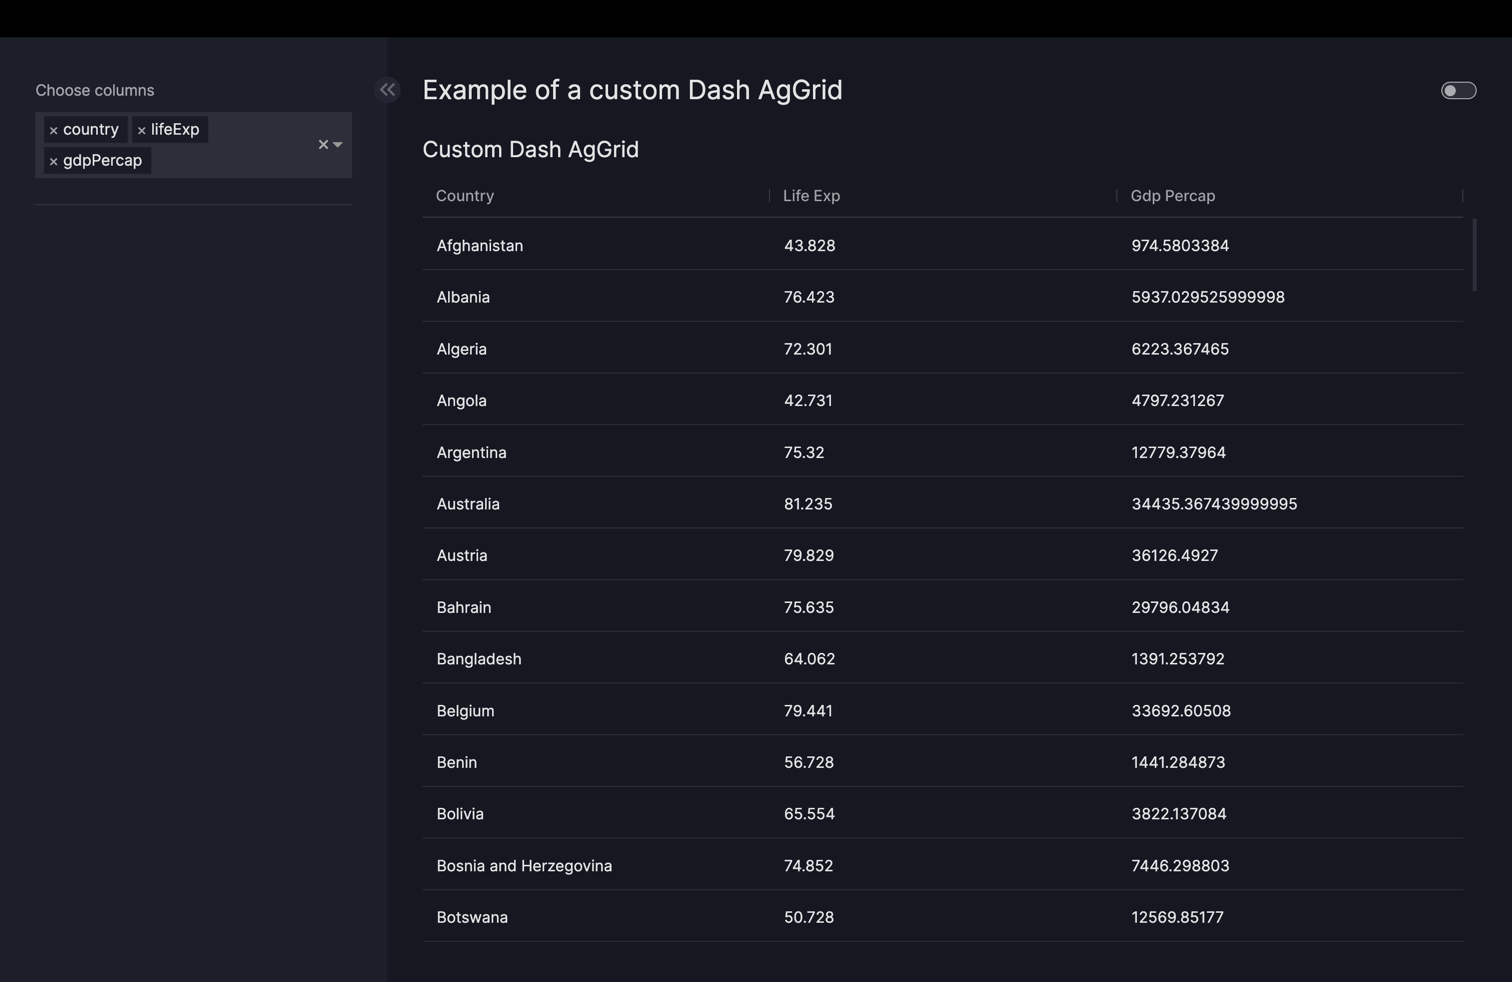 Choose columns
× country × lifeExp
× gdpPercap
Example of a custom Dash AgGrid
Custom Dash AgGrid
Country Life Exp Gdp Percap
Afghanistan 43.828 974.5803384
Albania 76.423 5937.029525999998
Algeria 72.301 6223.367465
Angola 42.731 4797.231267
Argentina 75.32 12779.37964
Australia 81.235 34435.367439999995
Austria 79.829 36126.4927
Bahrain 75.635 29796.04834
Bangladesh 64.062 1391.253792
Belgium 79.441 33692.60508
Benin 56.728 1441.284873
Bolivia 65.554 3822.137084
Bosnia and Herzegovina 74.852 7446.298803
Botswana 50.728 12569.85177